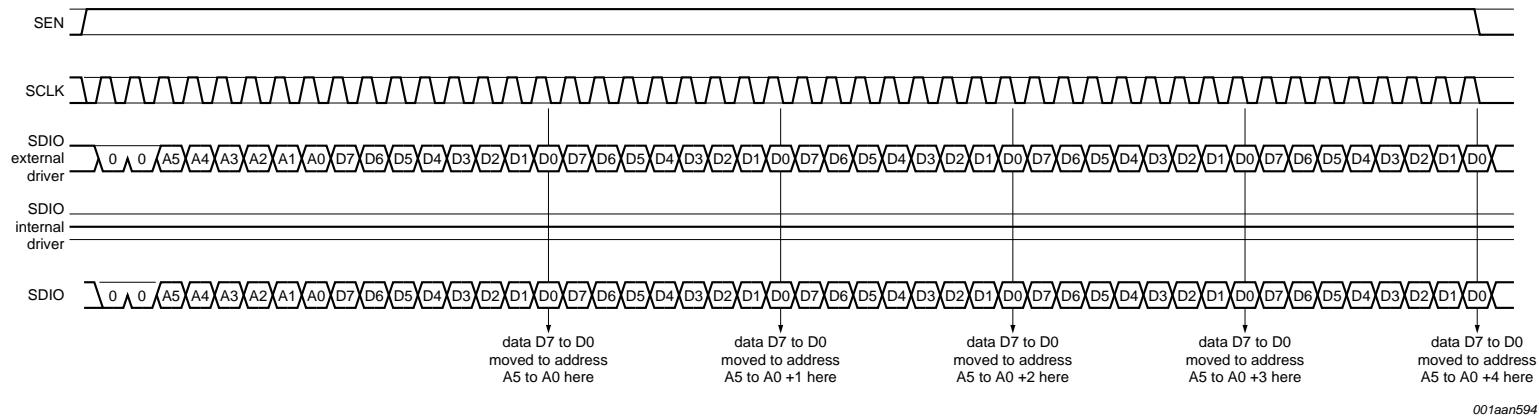 SEN
SCLK
SDIO
external
driver
0 0 A5 A4 A3 A2 A1 A0 D7 D6 D5 D4 D3 D2 D1 D0 D7 D6 D5 D4 D3 D2 D1 D0 D7 D6 D5 D4 D3 D2 D1 D0 D7 D6 D5 D4 D3 D2 D1 D0 D7 D6 D5 D4 D3 D2 D1 D0
SDIO
internal
driver
SDIO
0 0 A5 A4 A3 A2 A1 A0 D7 D6 D5 D4 D3 D2 D1 D0 D7 D6 D5 D4 D3 D2 D1 D0 D7 D6 D5 D4 D3 D2 D1 D0 D7 D6 D5 D4 D3 D2 D1 D0 D7 D6 D5 D4 D3 D2 D1 D0
data D7 to D0
moved to address
A5 to A0 here
data D7 to D0
moved to address
A5 to A0 +1 here
data D7 to D0
moved to address
A5 to A0 +2 here
data D7 to D0
moved to address
A5 to A0 +3 here
data D7 to D0
moved to address
A5 to A0 +4 here
001aan594